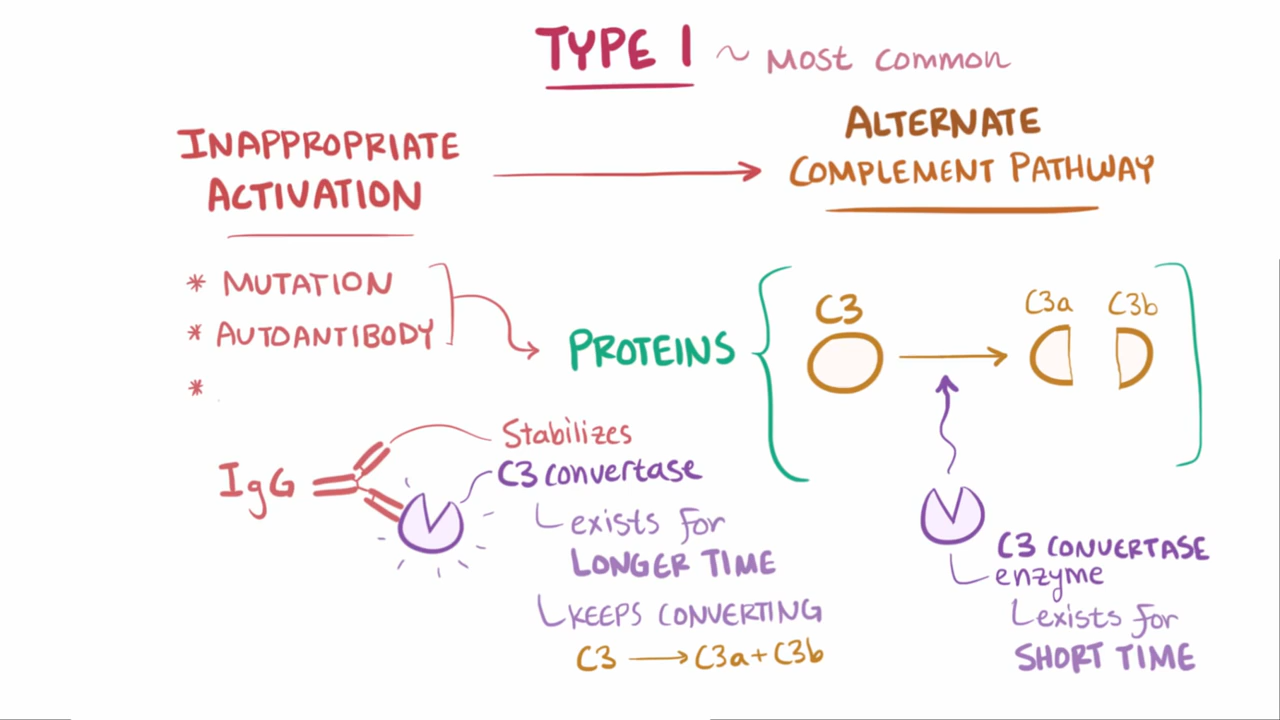 TYPE I ~ MOST COMMON
INAPPROPRIATE
ACTIVATION
ALTERNATE
COMPLEMENT PATHWAY
* MUTATION
* AUTOANTIBODY
*
PROTEINS
C3
C3a
C3b
IgG
Stabilizes
C3 convertase
exists for
LONGER TIME
KEEPS CONVERTING
C3 → C3a + C3b
C3 CONVERTASE
enzyme
exists for
SHORT TIME